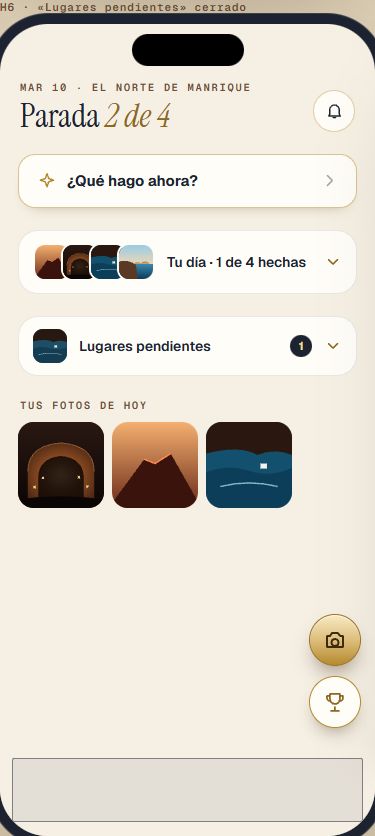 H6 · «Lugares pendientes» cerrado
MAR 10 · EL NORTE DE MANRIQUE
Parada 2 de 4
¿Qué hago ahora?
Tu día · 1 de 4 hechas
Lugares pendientes
1
TUS FOTOS DE HOY